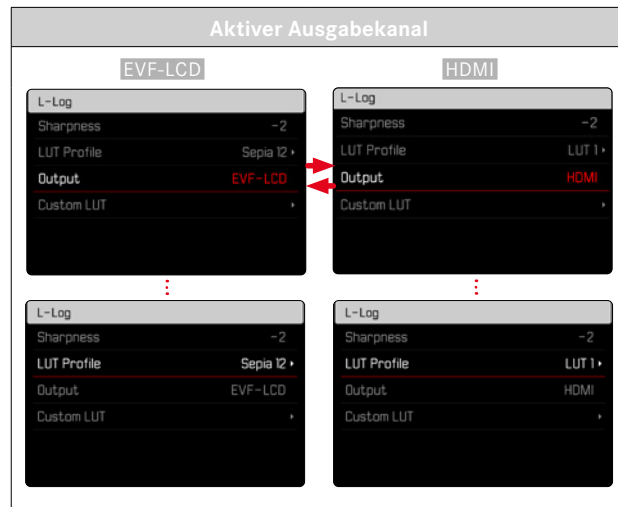 Aktiver Ausgabekanal
EVF-LCD
L-Log
Sharpness -2
LUT Profile Sepia 12
Output EVF-LCD
Custom LUT
HDMI
L-Log
Sharpness -2
LUT Profile LUT 1
Output HDMI
Custom LUT
L-Log
Sharpness -2
LUT Profile Sepia 12
Output EVF-LCD
Custom LUT
L-Log
Sharpness -2
LUT Profile LUT 1
Output HDMI
Custom LUT